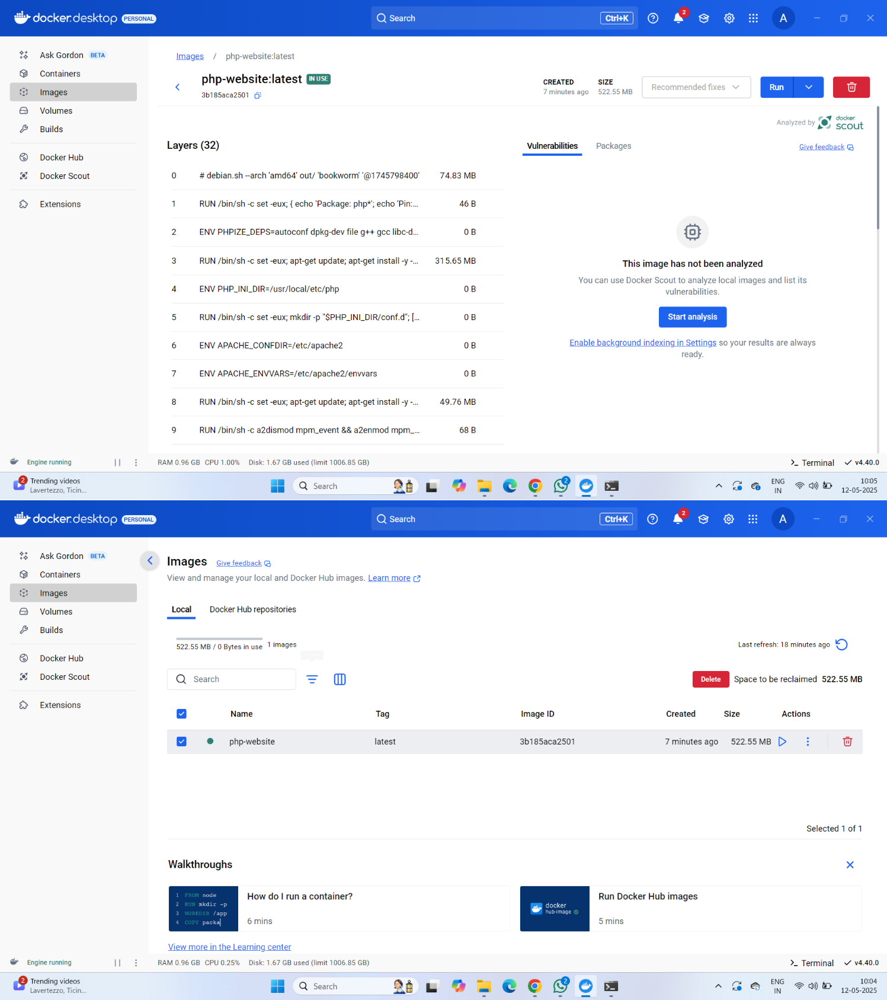 docker.desktop PERSONAL
Search
Ctrl+K
2
A
Ask Gordon BETA
Containers
Images
Volumes
Builds
Docker Hub
Docker Scout
Extensions
Images / php-website:latest
php-website:latest IN USE
3b185aca2501
CREATED
7 minutes ago
SIZE
522.55 MB
Recommended fixes
Run
Analyzed by docker scout
Layers (32)
0 # debian.sh --arch 'amd64' out/ 'bookworm' '@1745798400' 74.83 MB
1 RUN /bin/sh -c set -eux; { echo 'Package: php*'; echo 'Pin:... 46 B
2 ENV PHPIZE_DEPS=autoconf dpkg-dev file g++ gcc libc-d... 0 B
3 RUN /bin/sh -c set -eux; apt-get update; apt-get install -y -... 315.65 MB
4 ENV PHP_INI_DIR=/usr/local/etc/php 0 B
5 RUN /bin/sh -c set -eux; mkdir -p "$PHP_INI_DIR/conf.d"; [... 0 B
6 ENV APACHE_CONFDIR=/etc/apache2 0 B
7 ENV APACHE_ENVVARS=/etc/apache2/envvars 0 B
8 RUN /bin/sh -c set -eux; apt-get update; apt-get install -y -... 49.76 MB
9 RUN /bin/sh -c a2dismod mpm_event && a2enmod mpm_... 68 B
Vulnerabilities
Packages
Give feedback
This image has not been analyzed
You can use Docker Scout to analyze local images and list its
vulnerabilities.
Start analysis
Enable background indexing in Settings so your results are always
ready.
Engine running
RAM 0.96 GB CPU 1.00% Disk: 1.67 GB used (limit 1006.85 GB)
Terminal
v4.40.0
2
Trending videos
Lavertezzo, Ticin...
Search
2
ENG
IN
10:05
12-05-2025
docker.desktop PERSONAL
Search
Ctrl+K
2
A
Ask Gordon BETA
Containers
Images
Volumes
Builds
Docker Hub
Docker Scout
Extensions
Images
Give feedback
View and manage your local and Docker Hub images. Learn more
Local
Docker Hub repositories
522.55 MB / 0 Bytes in use
1 images
Last refresh: 18 minutes ago
Search
Delete
Space to be reclaimed 522.55 MB
Name Tag Image ID Created Size Actions
php-website latest 3b185aca2501 7 minutes ago 522.55 MB
Selected 1 of 1
Walkthroughs
1 FROM node
2 RUN mkdir -p
3 WORKDIR /app
4 COPY packa
How do I run a container?
6 mins
docker
hub-image
Run Docker Hub images
5 mins
View more in the Learning center
Engine running
RAM 0.96 GB CPU 0.25% Disk: 1.67 GB used (limit 1006.85 GB)
Terminal
v4.40.0
2
Trending videos
Lavertezzo, Ticin...
Search
2
ENG
IN
10:04
12-05-2025